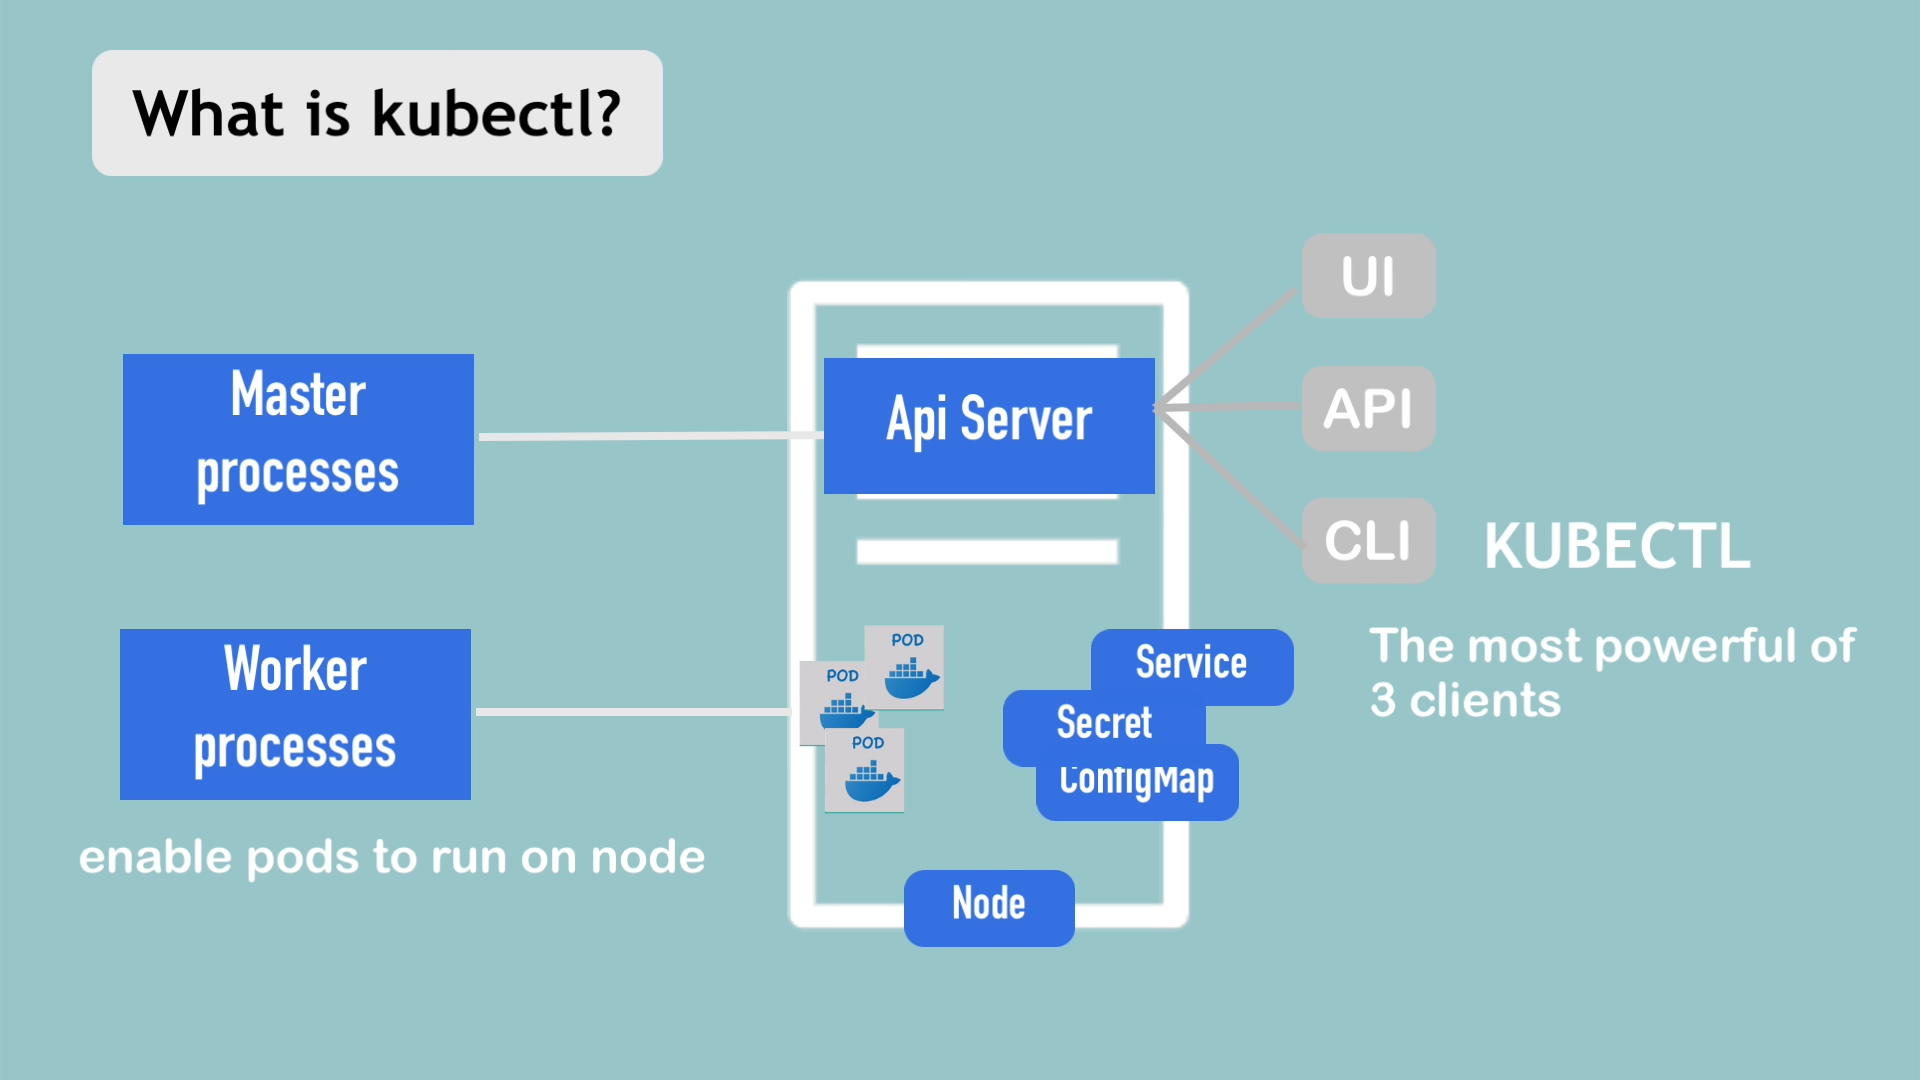 What is kubectl?
UI
API
CLI
KUBECTL
The most powerful of
3 clients
Master
processes
Api Server
Worker
processes
enable pods to run on node
POD
POD
POD
Service
Secret
ConfigMap
Node